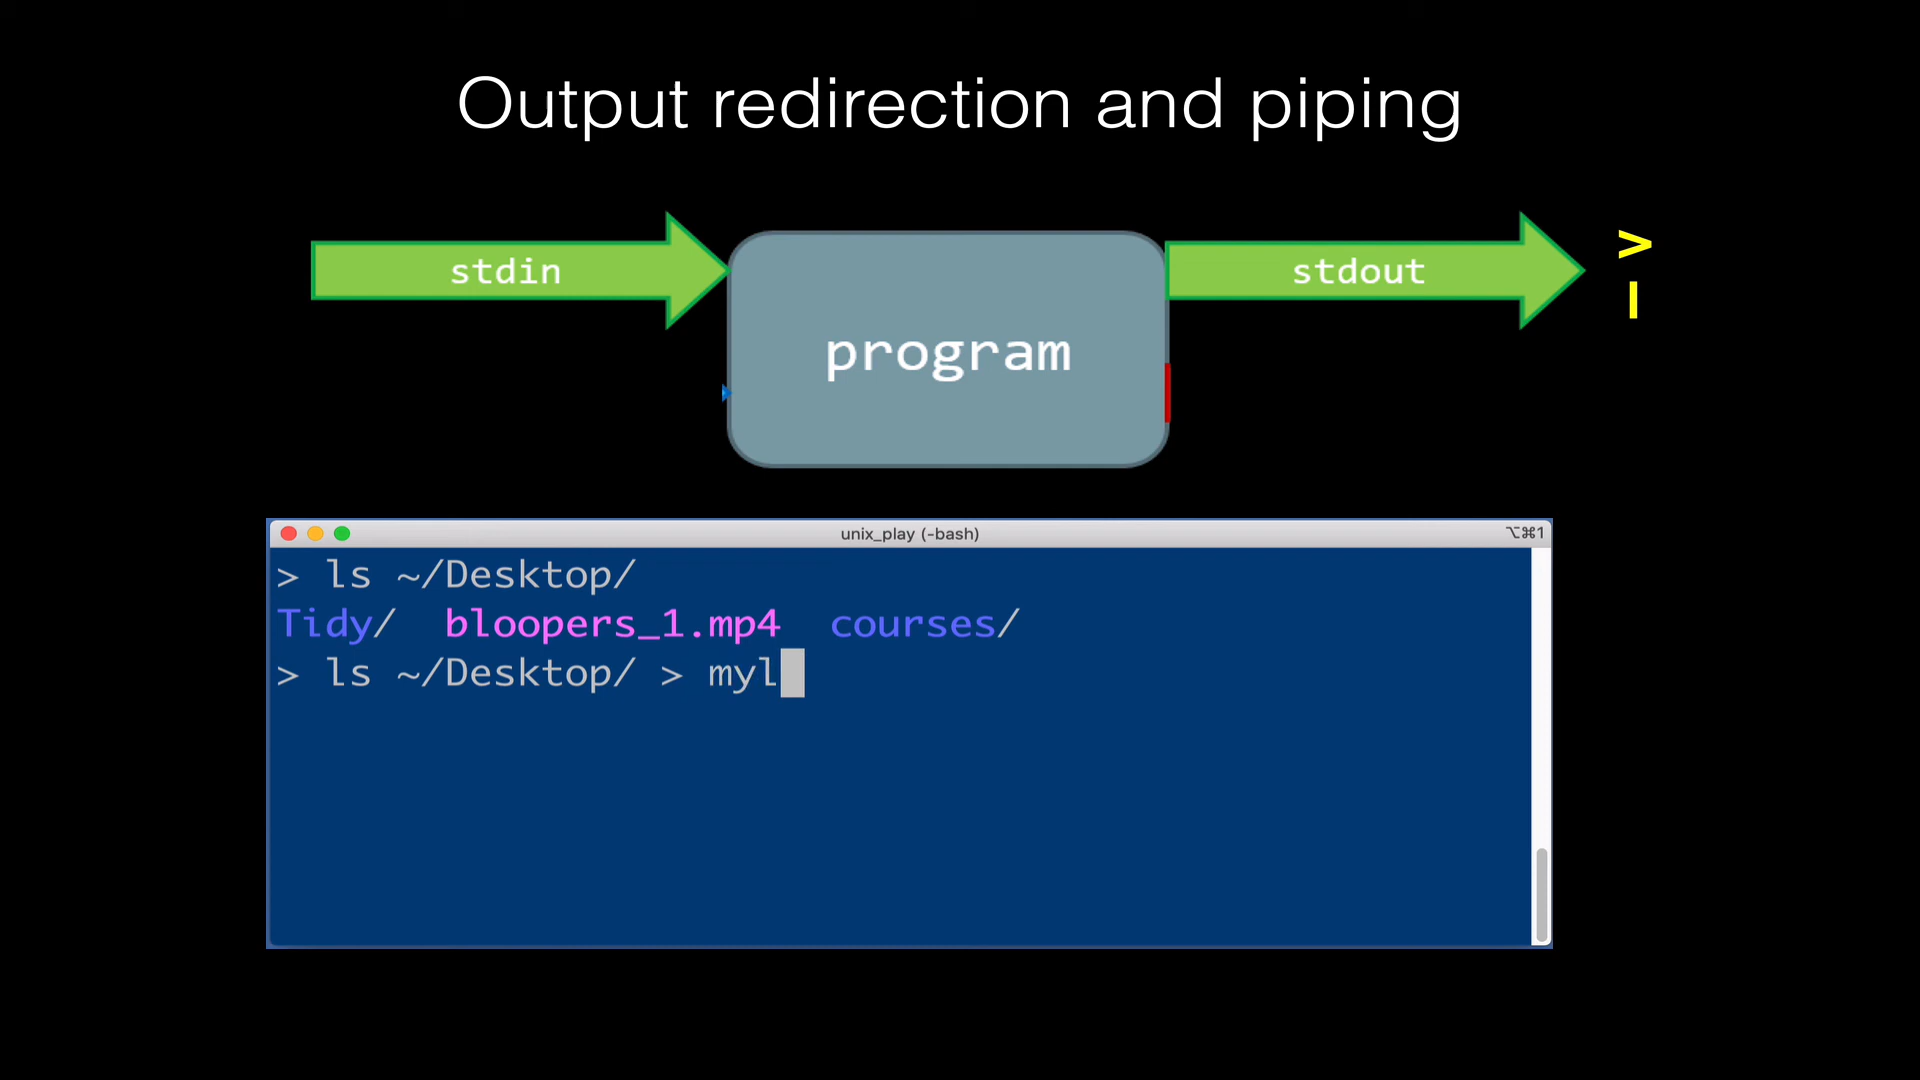 Output redirection and piping
stdin
program
stdout
>
|
unix_play (-bash)
⌥⌘1
> ls ~/Desktop/
Tidy/  bloopers_1.mp4  courses/
> ls ~/Desktop/ > myl